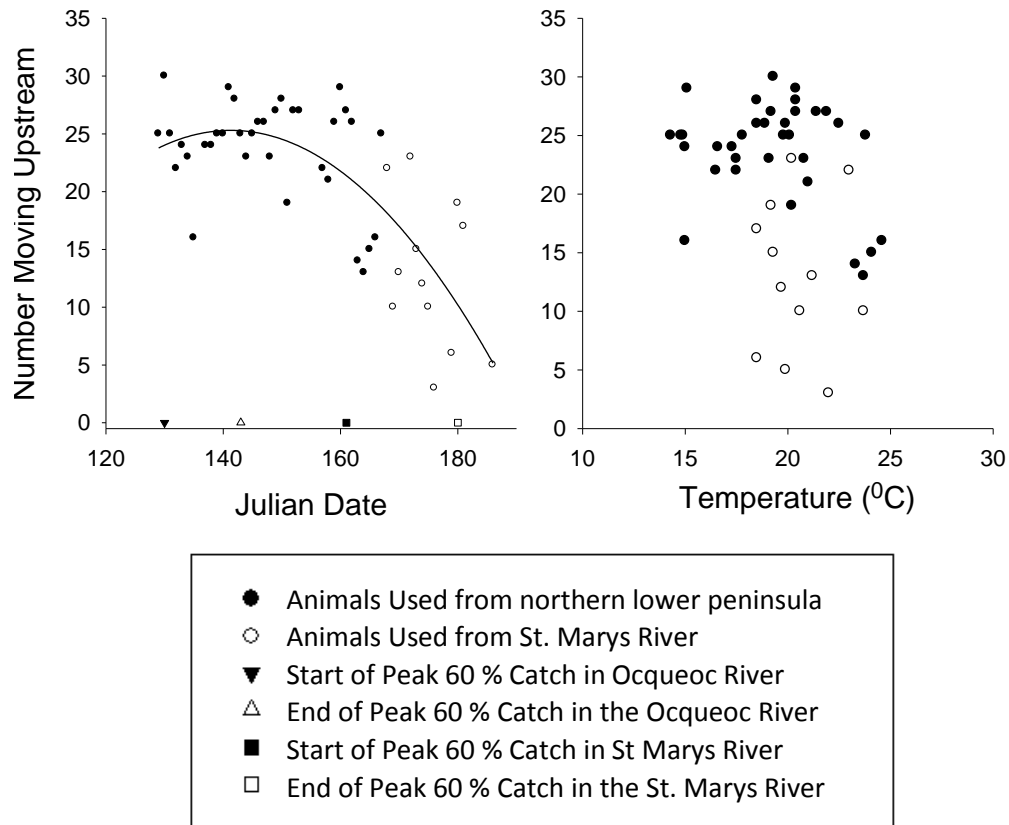 35
30
25
20
15
10
5
0
Number Moving Upstream
120 140 160 180
Julian Date
35
30
25
20
15
10
5
0
10 15 20 25 30
Temperature (⁰C)
Animals Used from northern lower peninsula
Animals Used from St. Marys River
Start of Peak 60 % Catch in Ocqueoc River
End of Peak 60 % Catch in the Ocqueoc River
Start of Peak 60 % Catch in St Marys River
End of Peak 60 % Catch in the St. Marys River